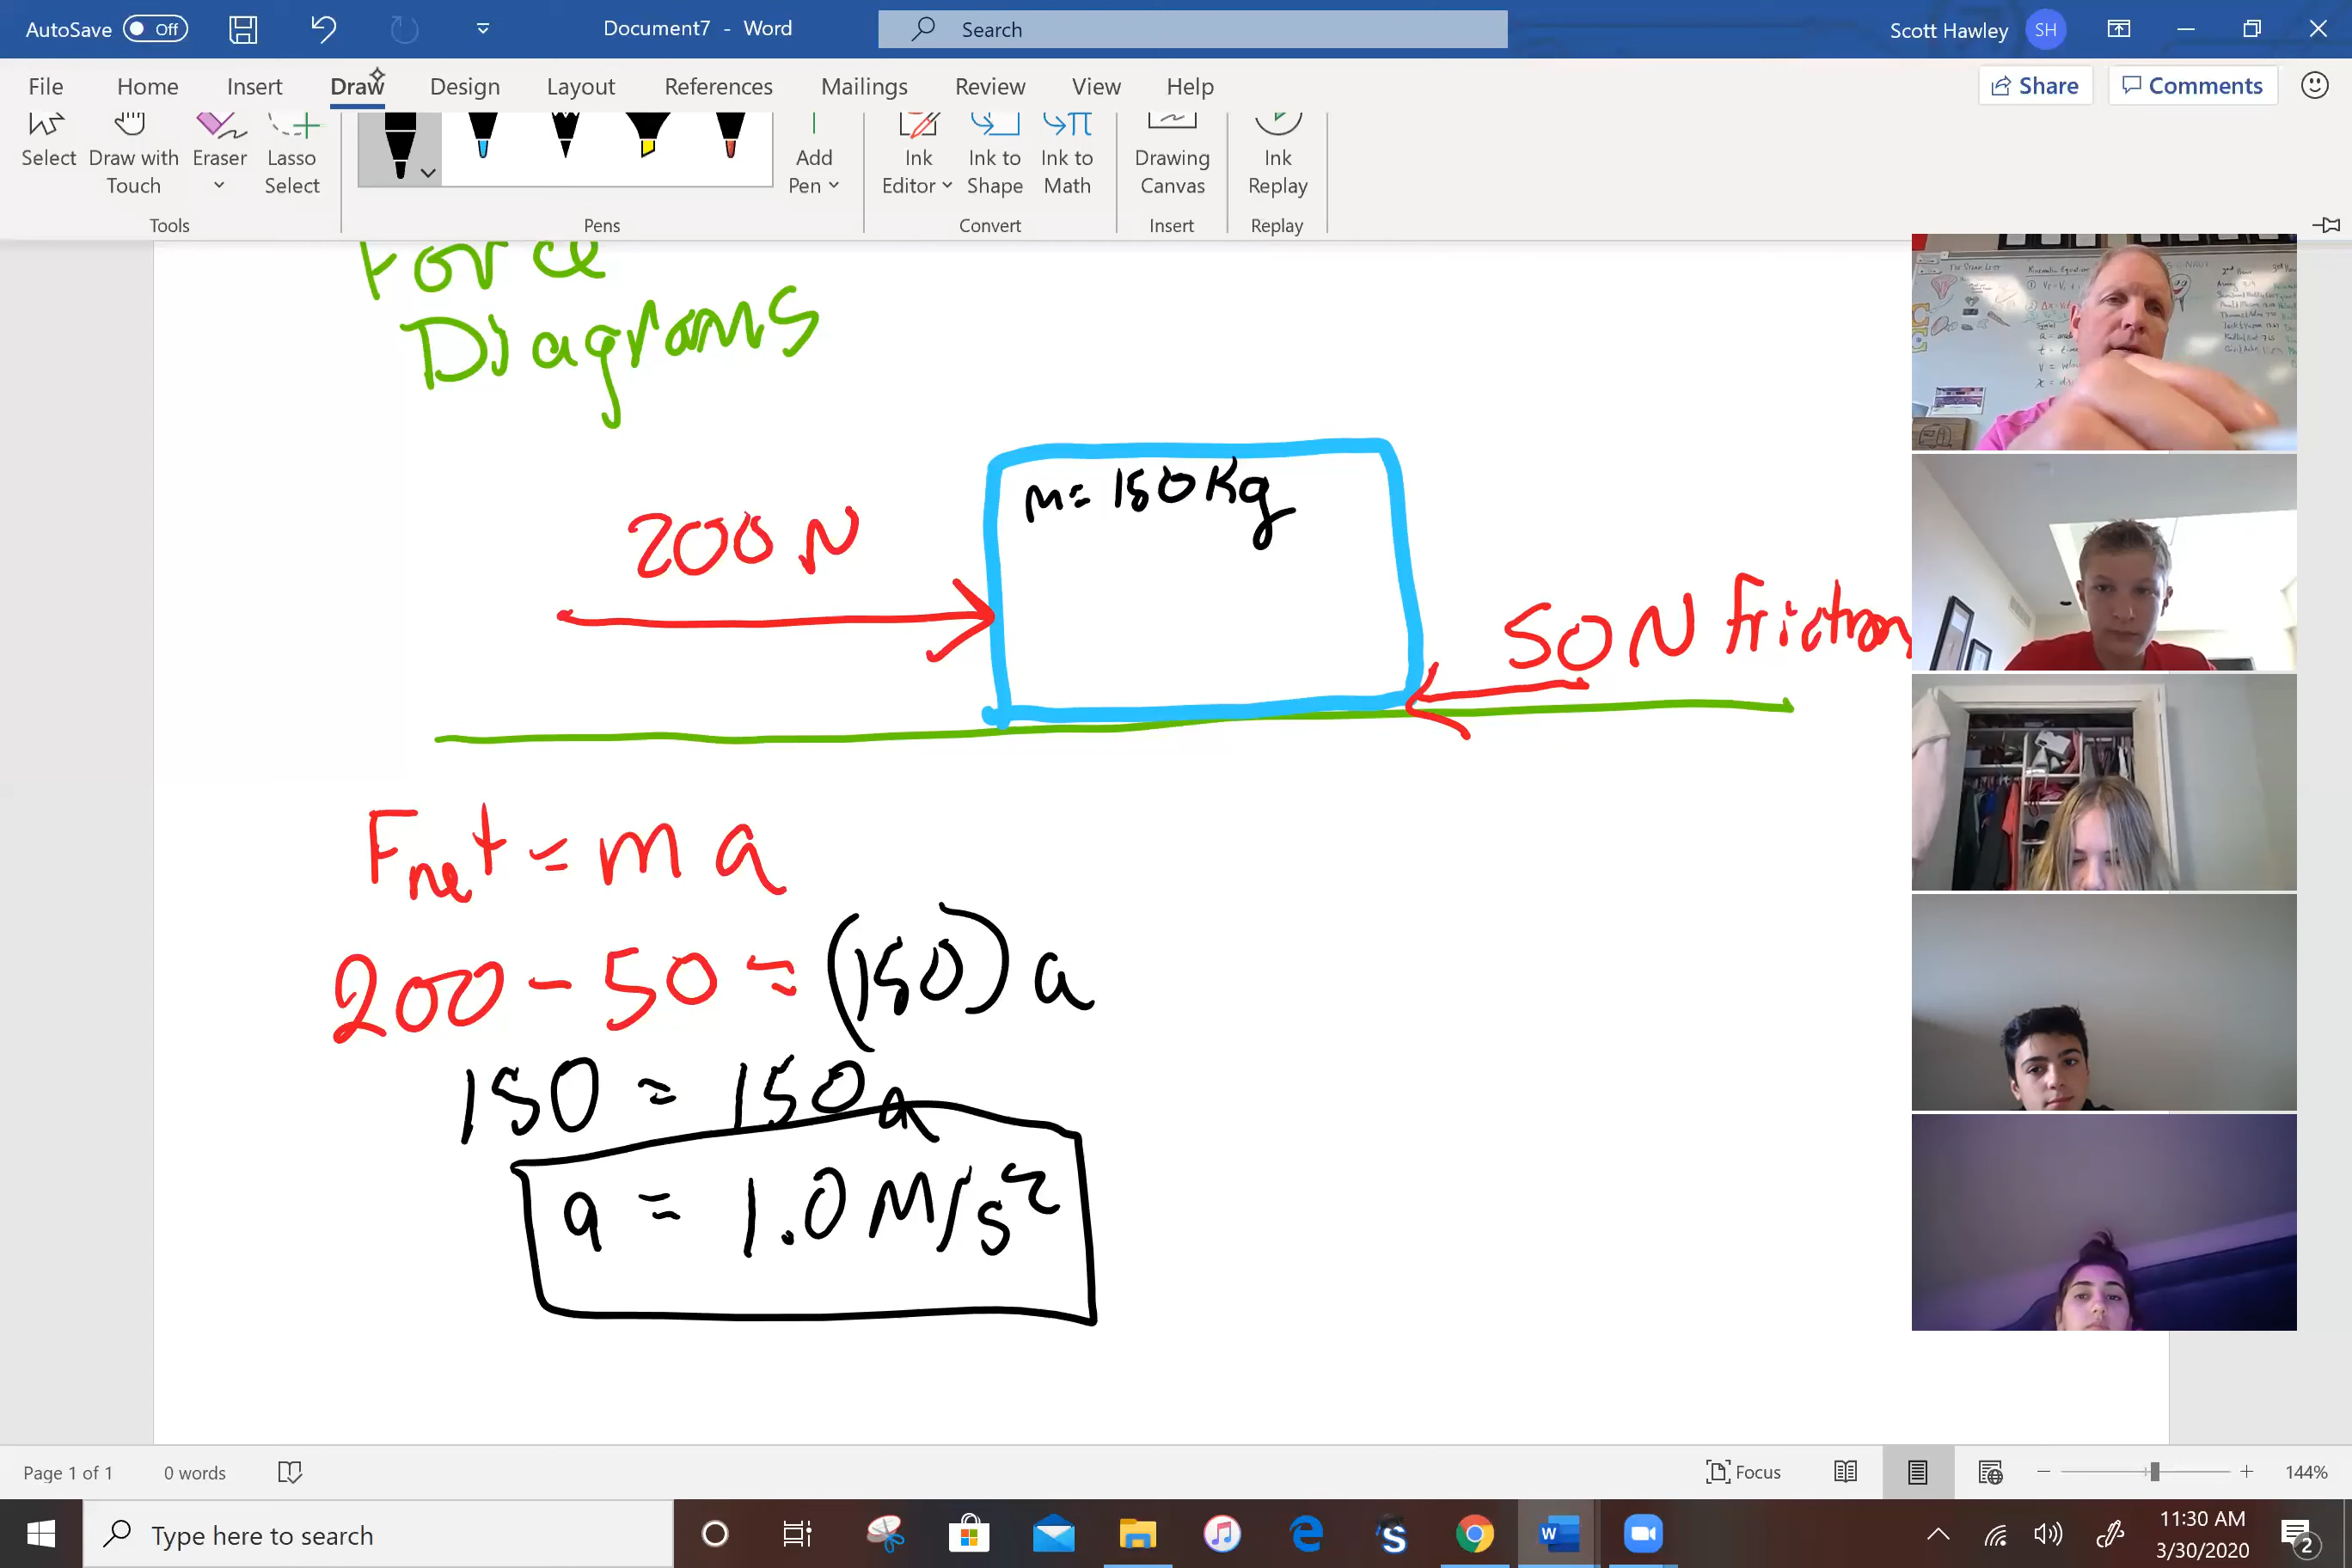 AutoSave Off Document7 - Word Search Scott Hawley SH
File Home Insert Draw Design Layout References Mailings Review View Help Share Comments
Select Draw with Touch Eraser Lasso Select Add Pen Ink Editor Ink to Shape Ink to Math Drawing Canvas Ink Replay
Tools Pens Convert Insert Replay
Force
Diagrams
m = 150 Kg
200 N
50 N Friction
Fnet = m a
200 - 50 = (150) a
150 = 150a
a = 1.0 M/s²
Page 1 of 1 0 words Focus 144%
Type here to search
11:30 AM
3/30/2020
2